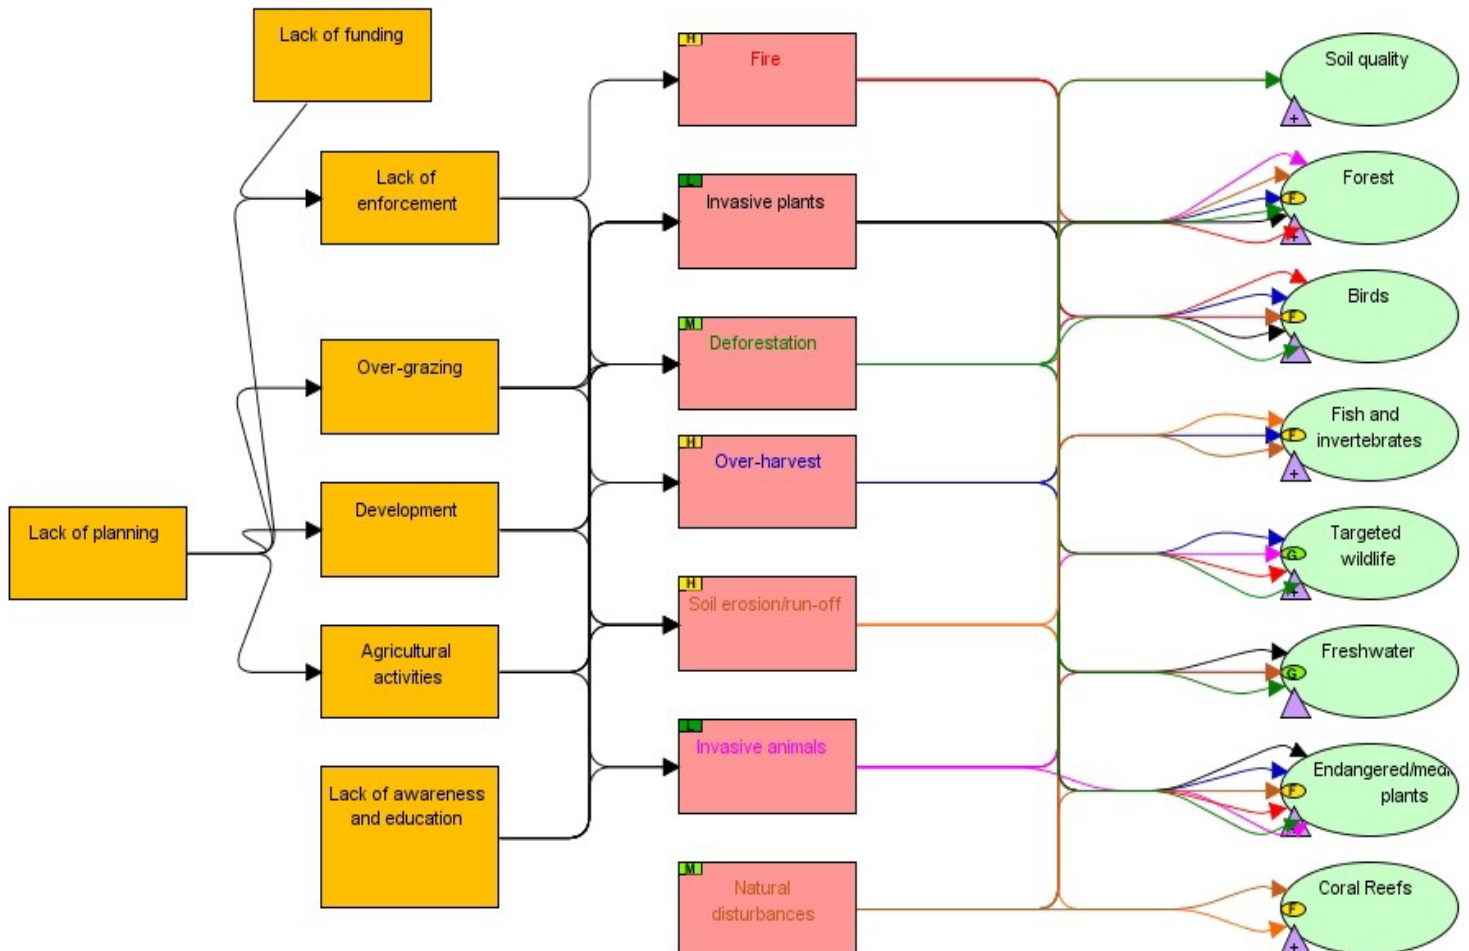 Lack of funding
Lack of
enforcement
Over-grazing
Development
Lack of planning
Agricultural
activities
Lack of awareness
and education
H
Fire
L
Invasive plants
M
Deforestation
H
Over-harvest
H
Soil erosion/run-off
L
Invasive animals
M
Natural
disturbances
Soil quality
+
Forest
F
+
Birds
F
Fish and
invertebrates
F
+
Targeted
wildlife
G
+
Freshwater
G
Endangered/medi
plants
F
Coral Reefs
F
+